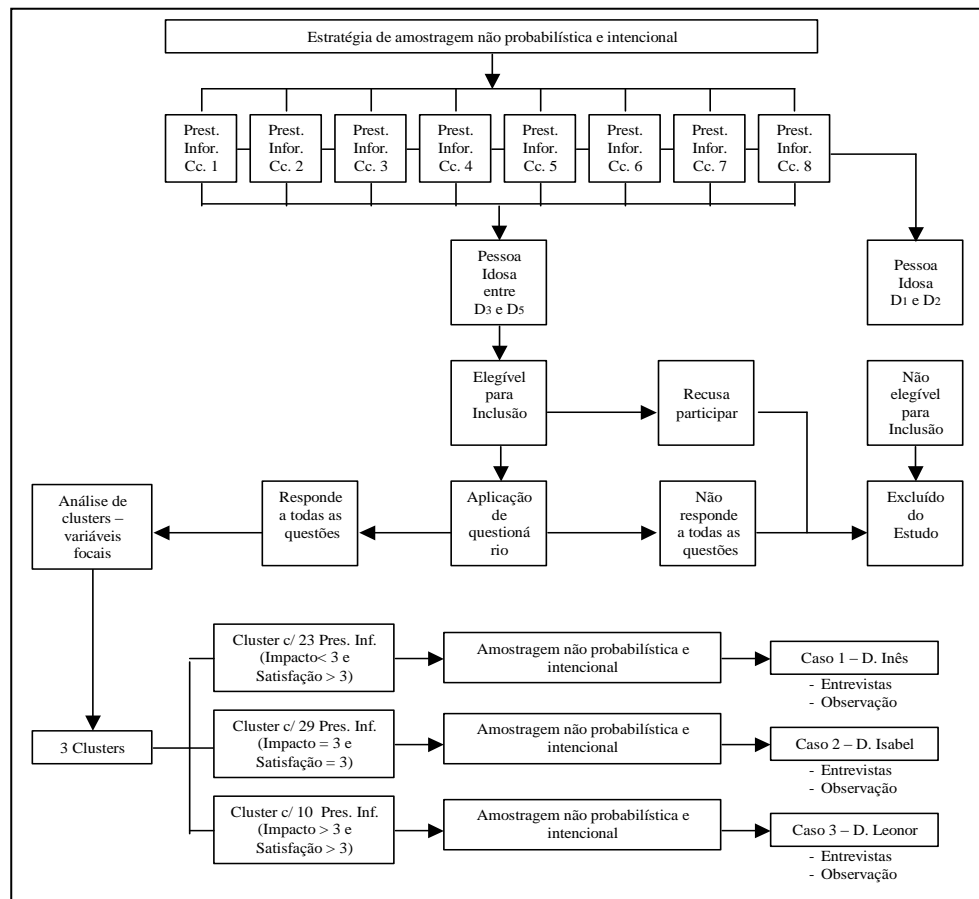 Estratégia de amostragem não probabilística e intencional
Prest.
Infor.
Cc. 1
Prest.
Infor.
Cc. 2
Prest.
Infor.
Cc. 3
Prest.
Infor.
Cc. 4
Prest.
Infor.
Cc. 5
Prest.
Infor.
Cc. 6
Prest.
Infor.
Cc. 7
Prest.
Infor.
Cc. 8
Pessoa
Idosa
entre
D3 e D5
Pessoa
Idosa
D1 e D2
Elegível
para
Inclusão
Recusa
participar
Não
elegível
para
Inclusão
Análise de
clusters –
variáveis
focais
Responde
a todas as
questões
Aplicação
de
questioná
rio
Não
responde
a todas as
questões
Excluído
do
Estudo
3 Clusters
Cluster c/ 23 Pres. Inf.
(Impacto< 3 e
Satisfação > 3)
Amostragem não probabilística e
intencional
Caso 1 – D. Inês
- Entrevistas
- Observação
Cluster c/ 29 Pres. Inf.
(Impacto = 3 e
Satisfação = 3)
Amostragem não probabilística e
intencional
Caso 2 – D. Isabel
- Entrevistas
- Observação
Cluster c/ 10 Pres. Inf.
(Impacto > 3 e
Satisfação > 3)
Amostragem não probabilística e
intencional
Caso 3 – D. Leonor
- Entrevistas
- Observação